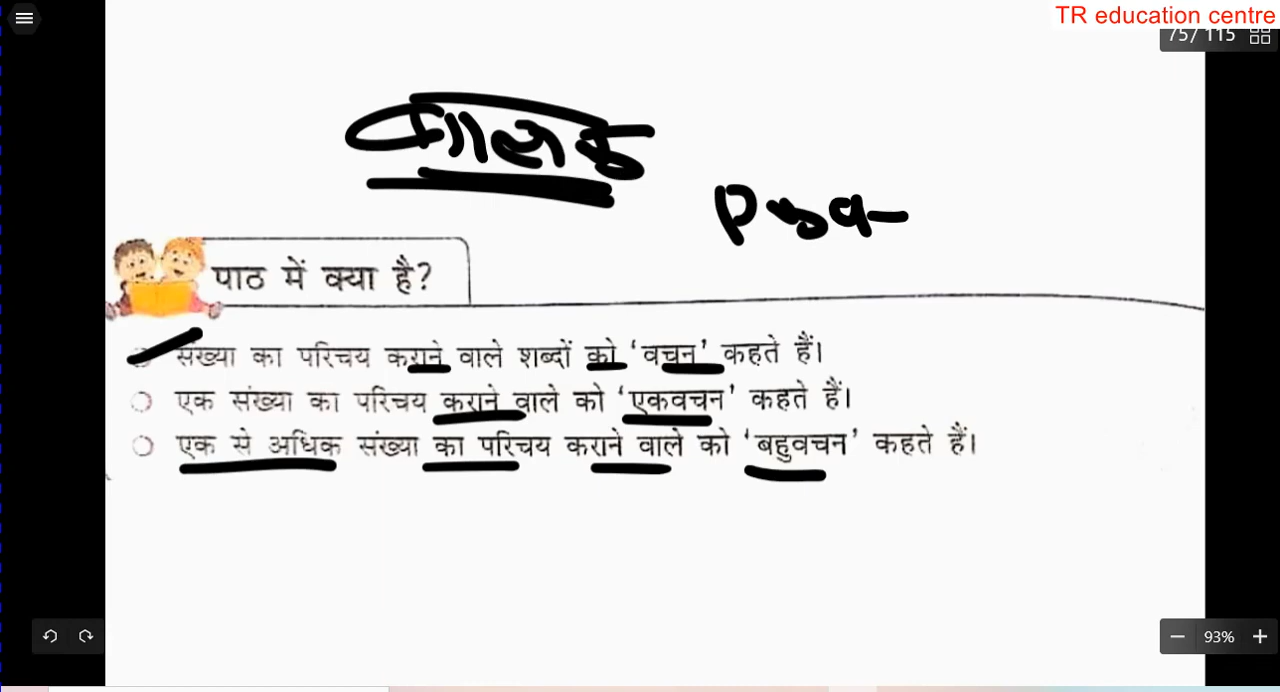 TR education centre
75/ 115
पाठ में क्या है?
संख्या का परिचय कराने वाले शब्दों को ‘वचन’ कहते हैं।
एक संख्या का परिचय कराने वाले को ‘एकवचन’ कहते हैं।
एक से अधिक संख्या का परिचय कराने वाले को ‘बहुवचन’ कहते हैं।
93%